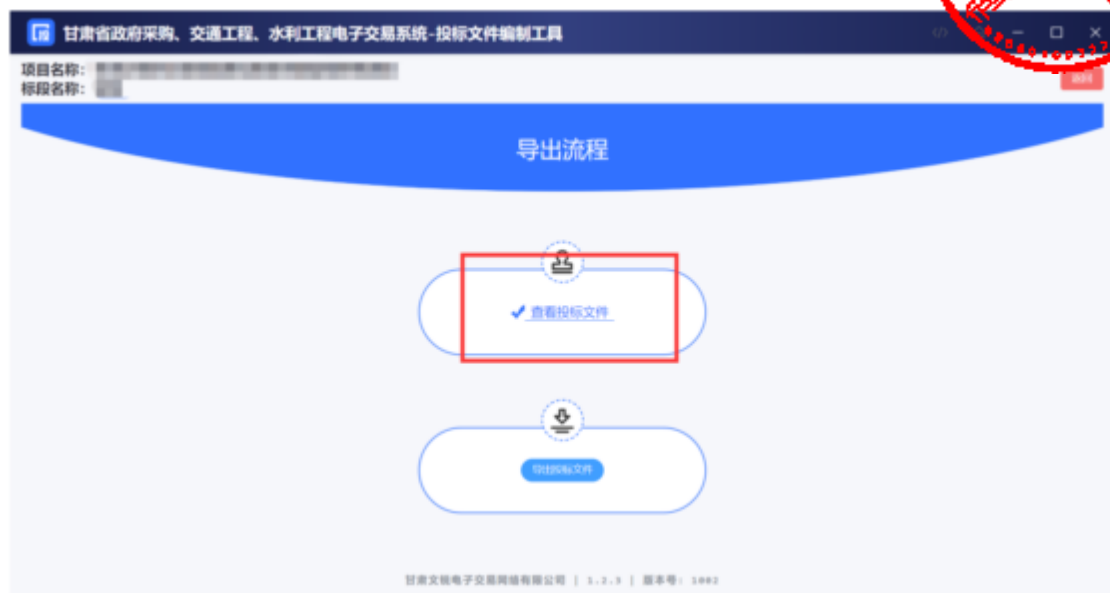 甘肃省政府采购、交通工程、水利工程电子交易系统-投标文件编制工具
项目名称：
标段名称：
返回
导出流程
查看投标文件
导出投标文件
甘肃文锐电子交易网络有限公司 | 1.2.3 | 版本号: 1002